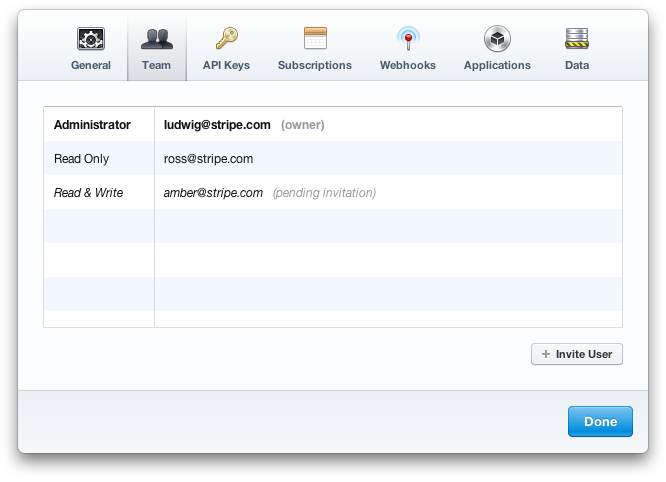 General Team API Keys Subscriptions Webhooks Applications Data
Administrator ludwig@stripe.com (owner)
Read Only ross@stripe.com
Read & Write amber@stripe.com (pending invitation)
+ Invite User
Done